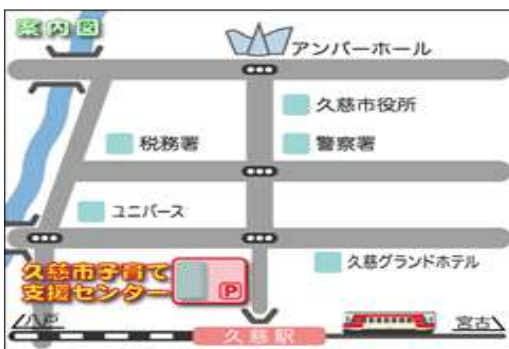 案内図
アンバーホール
久慈市役所
税務署
警察署
ユニバース
久慈グランドホテル
久慈市子育て
支援センター
P
八戸
宮古
久慈駅